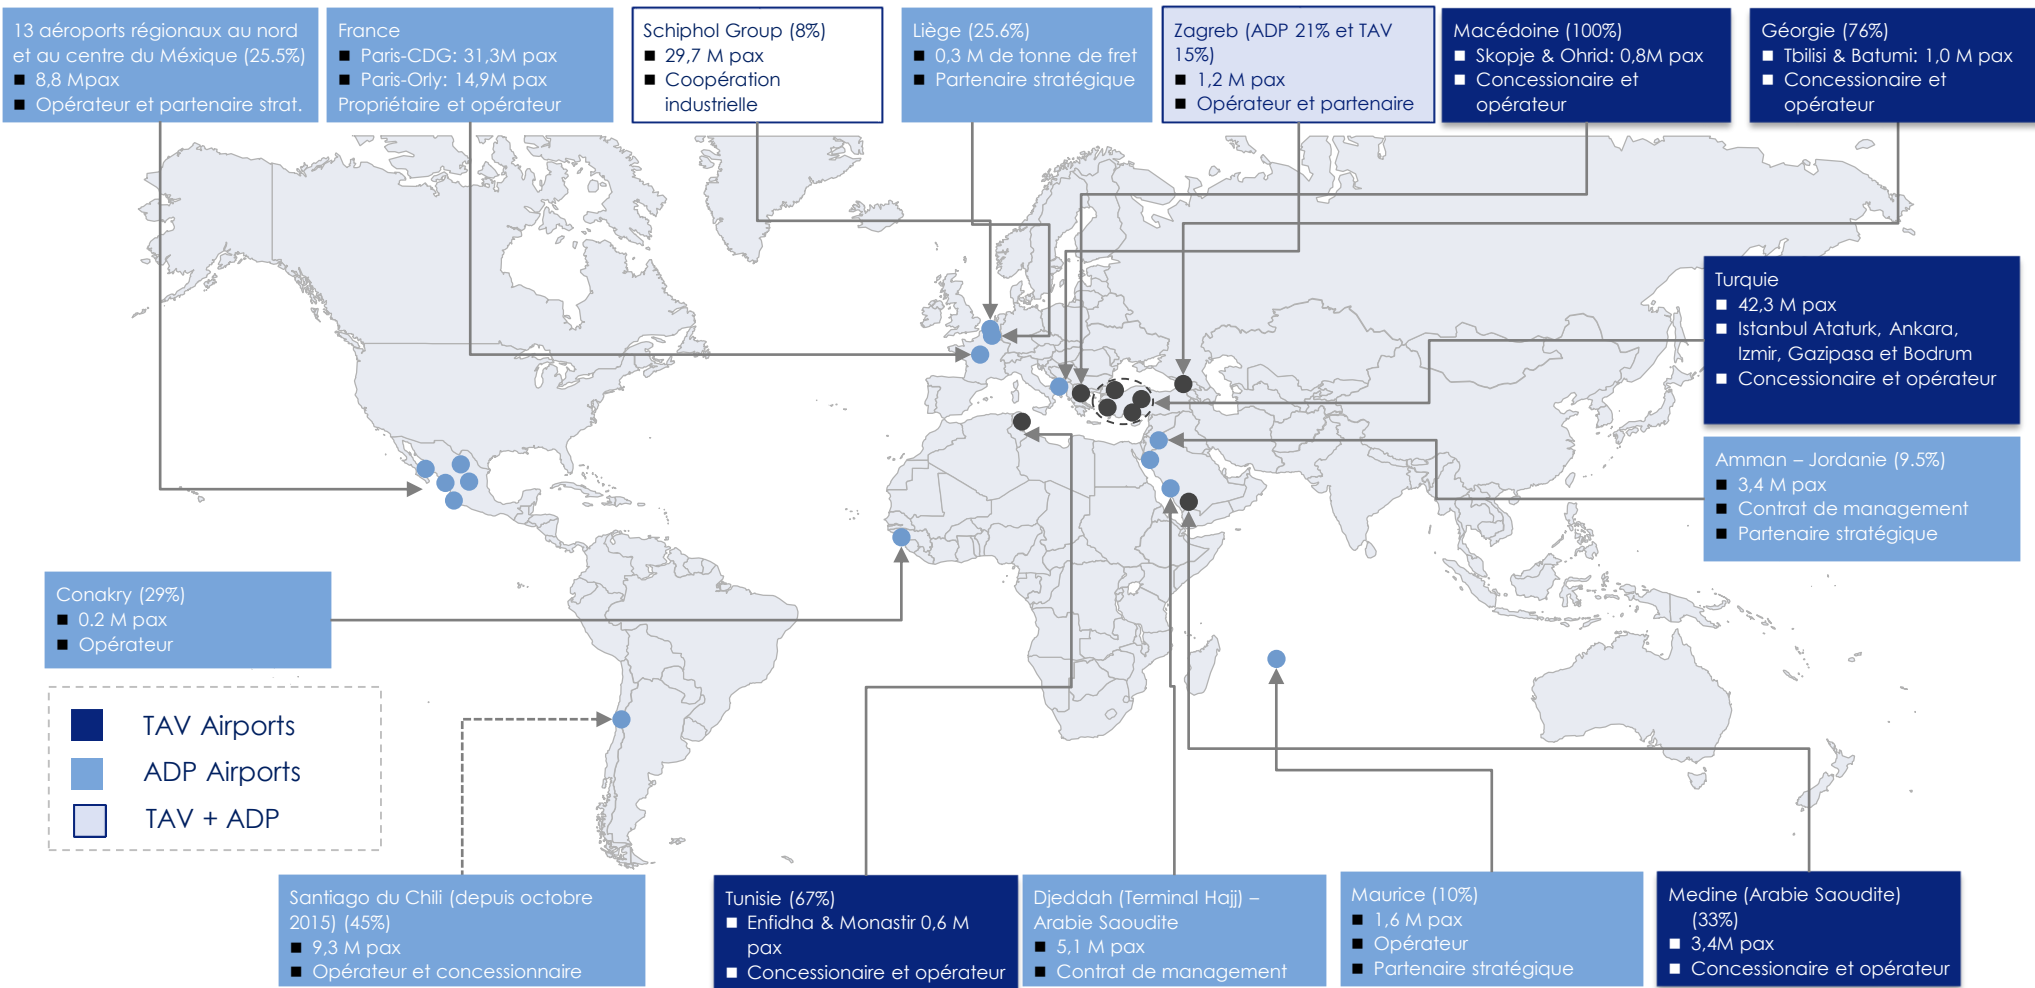 13 aéroports régionaux au nord
et au centre du Méxique (25.5%)
■ 8,8 Mpax
■ Opérateur et partenaire strat.
France
■ Paris-CDG: 31,3M pax
■ Paris-Orly: 14,9M pax
Propriétaire et opérateur
Schiphol Group (8%)
■ 29,7 M pax
■ Coopération
industrielle
Liège (25.6%)
■ 0,3 M de tonne de fret
■ Partenaire stratégique
Zagreb (ADP 21% et TAV
15%)
■ 1,2 M pax
■ Opérateur et partenaire
Macédoine (100%)
■ Skopje & Ohrid: 0,8M pax
■ Concessionaire et
opérateur
Géorgie (76%)
■ Tbilisi & Batumi: 1,0 M pax
■ Concessionaire et
opérateur
Turquie
■ 42,3 M pax
■ Istanbul Ataturk, Ankara,
Izmir, Gazipasa et Bodrum
■ Concessionaire et opérateur
Amman – Jordanie (9.5%)
■ 3,4 M pax
■ Contrat de management
■ Partenaire stratégique
Conakry (29%)
■ 0.2 M pax
■ Opérateur
TAV Airports
ADP Airports
TAV + ADP
Santiago du Chili (depuis octobre
2015) (45%)
■ 9,3 M pax
■ Opérateur et concessionnaire
Tunisie (67%)
■ Enfidha & Monastir 0,6 M
pax
■ Concessionaire et opérateur
Djeddah (Terminal Hajj) –
Arabie Saoudite
■ 5,1 M pax
■ Contrat de management
Maurice (10%)
■ 1,6 M pax
■ Opérateur
■ Partenaire stratégique
Medine (Arabie Saoudite)
(33%)
■ 3,4M pax
■ Concessionaire et opérateur